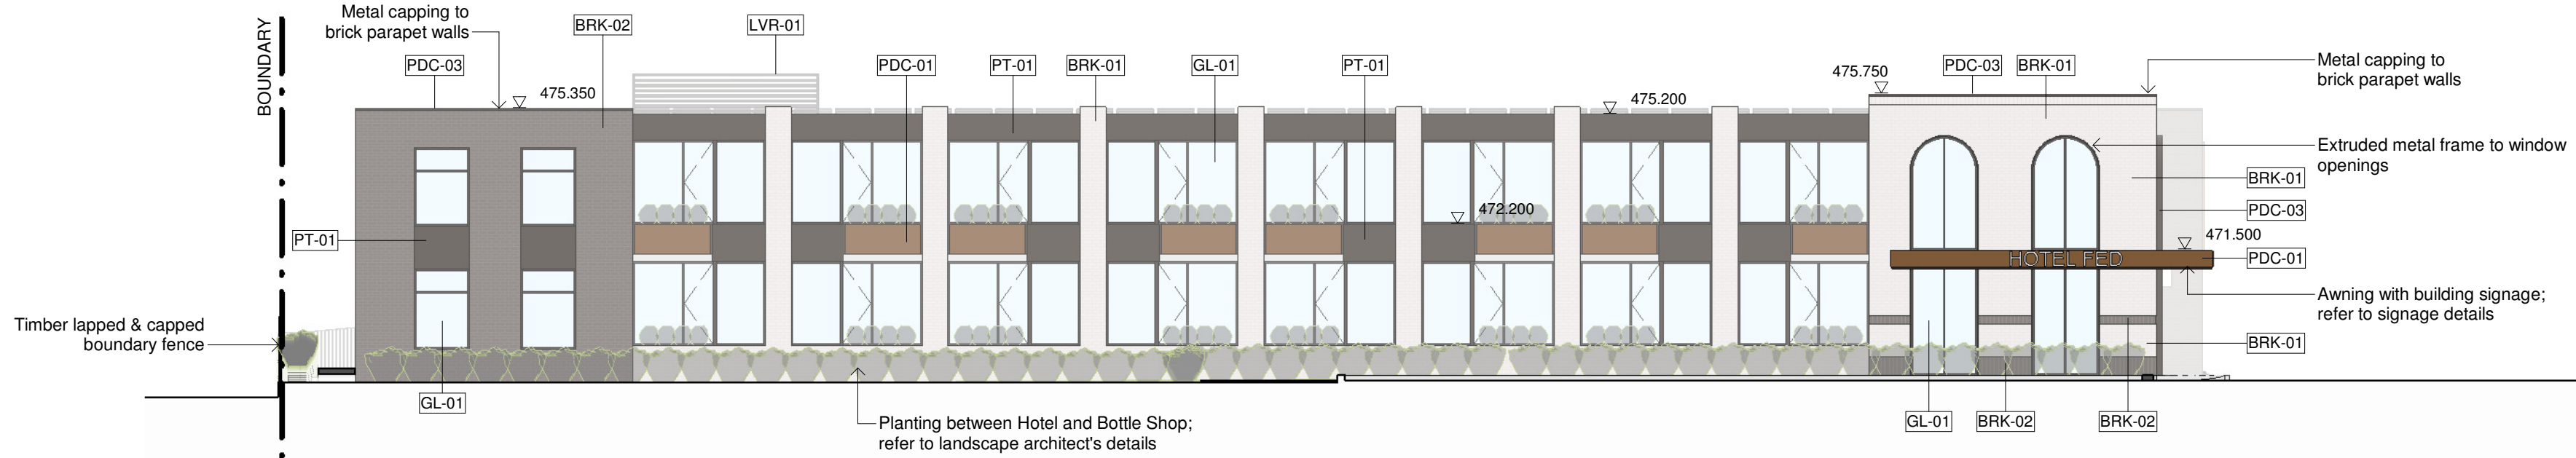 BOUNDARY
Metal capping to
brick parapet walls
BRK-02
LVR-01
PDC-03
PDC-01
PT-01
BRK-01
GL-01
PT-01
475.750
PDC-03
BRK-01
Metal capping to
brick parapet walls
475.350
475.200
Extruded metal frame to window
openings
BRK-01
PDC-03
472.200
PT-01
471.500
HOTEL FED
PDC-01
Awning with building signage;
refer to signage details
Timber lapped & capped
boundary fence
BRK-01
GL-01
Planting between Hotel and Bottle Shop;
refer to landscape architect's details
GL-01
BRK-02
BRK-02